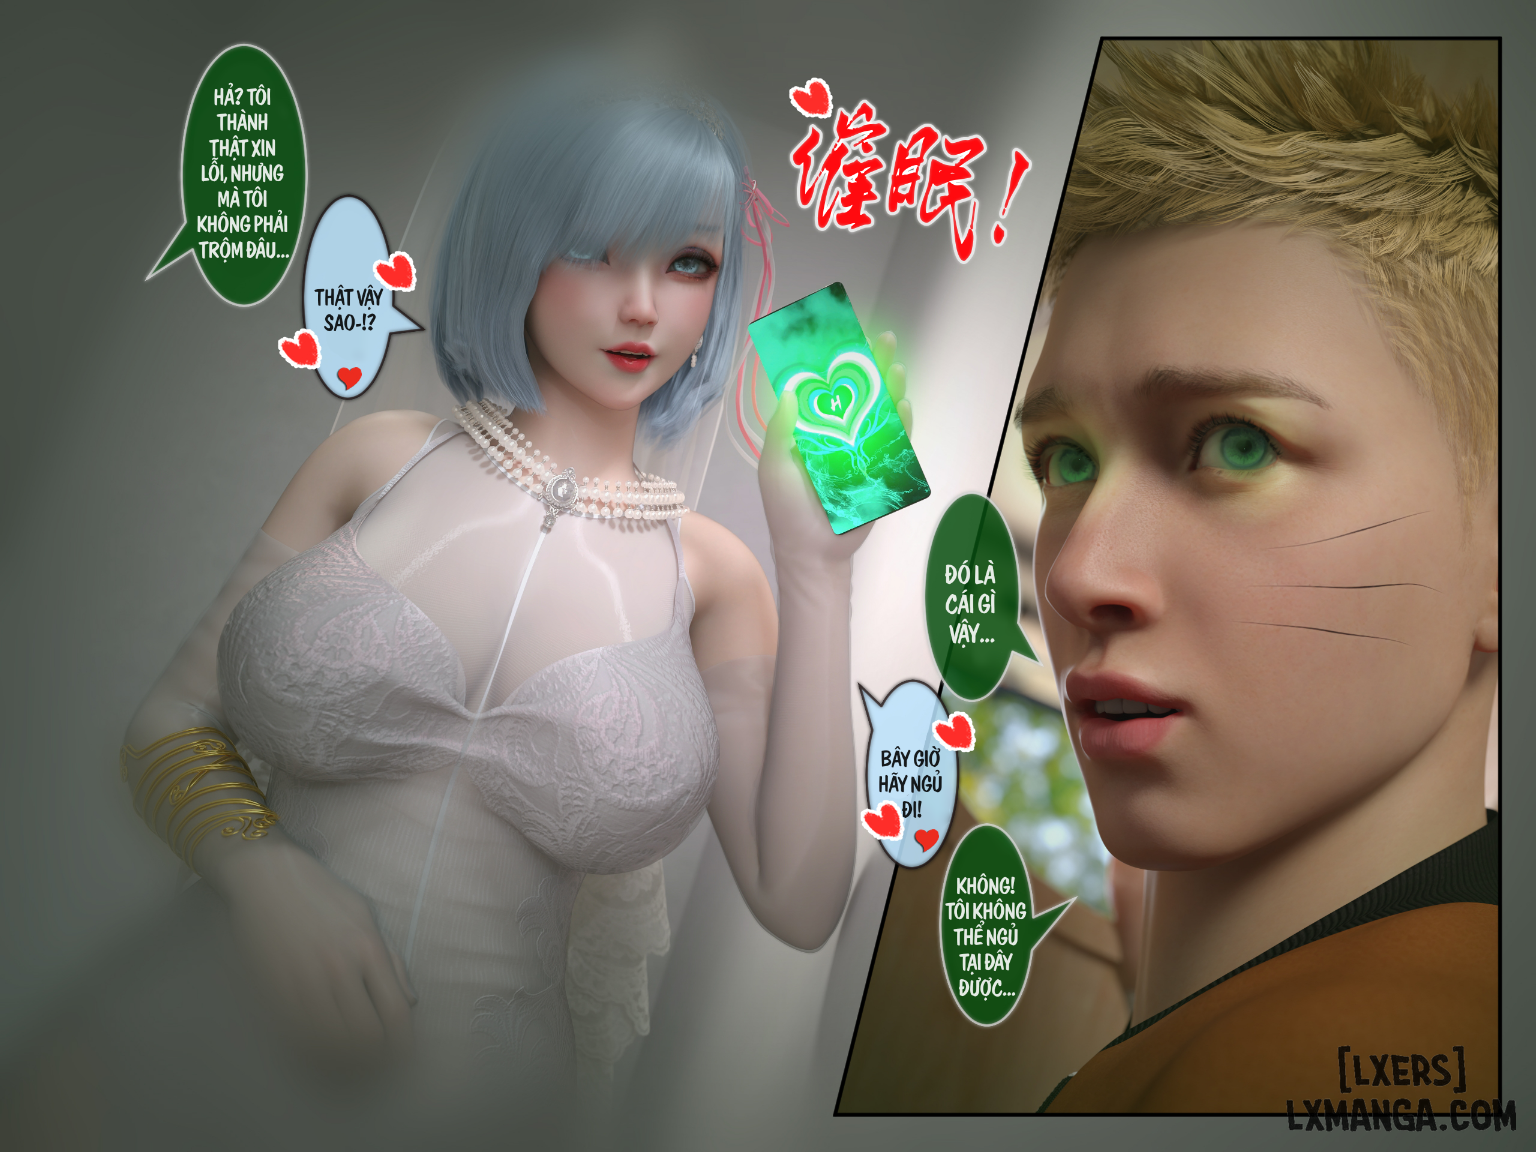 HẢ? TÔI
THÀNH
THẬT XIN
LỖI, NHƯNG
MÀ TÔI
KHÔNG PHẢI
TRỘM ĐÂU...
THẬT VẬY
SAO-!?
催眠!
H
ĐÓ LÀ
CÁI GÌ
VẬY...
BÂY GIỜ
HÃY NGỦ
ĐI!
KHÔNG!
TÔI KHÔNG
THỂ NGỦ
TẠI ĐÂY
ĐƯỢC...
[LXERS]
LXMANGA.COM